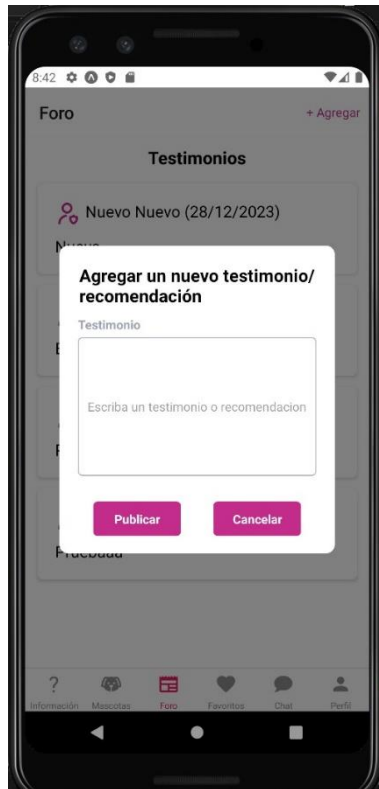 8:42
Foro
+ Agregar
Testimonios
Nuevo Nuevo (28/12/2023)
Agregar un nuevo testimonio/
recomendación
Testimonio
Escriba un testimonio o recomendacion
Publicar
Cancelar
Información Mascotas Foro Favoritos Chat Perfil